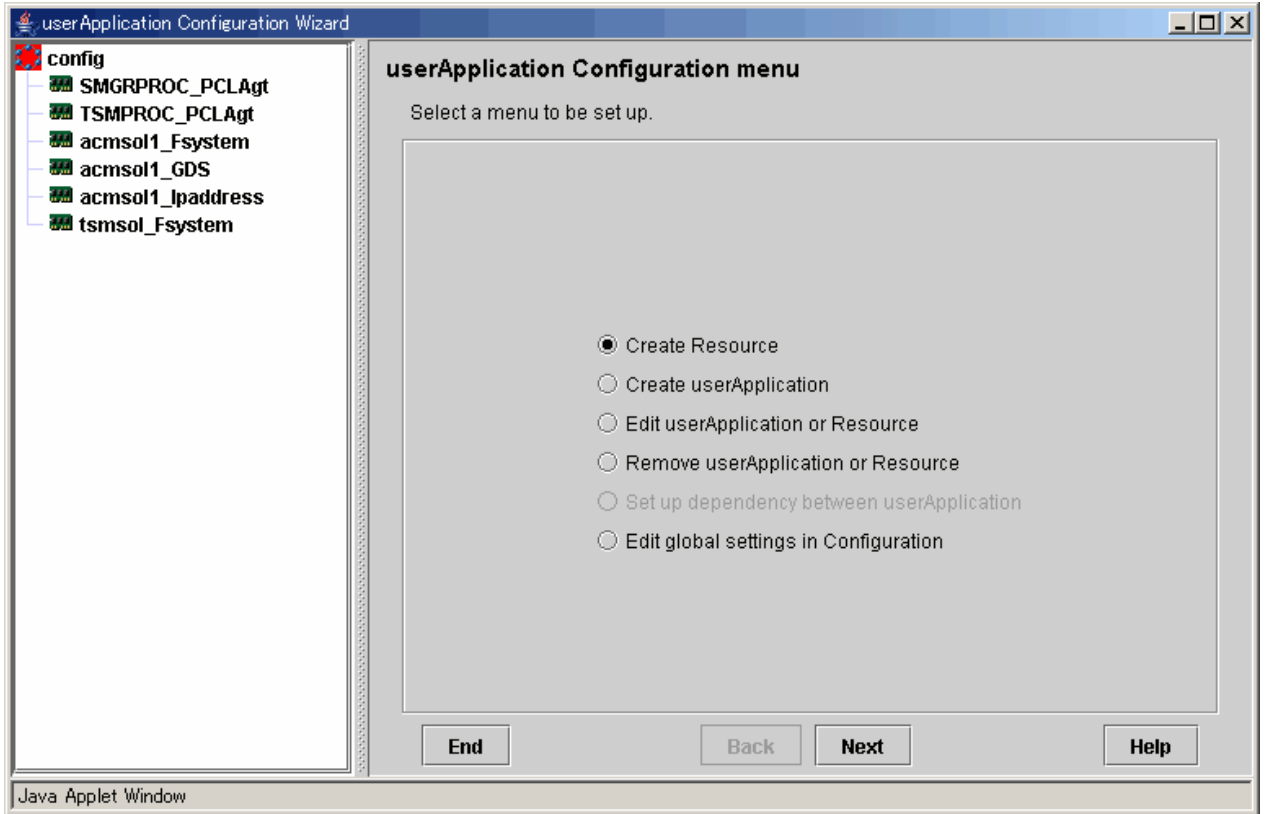 userApplication Configuration Wizard
config
SMGRPROC_PCLAgt
TSMPROC_PCLAgt
acmsol1_Fsystem
acmsol1_GDS
acmsol1_Ipaddress
tsmsol_Fsystem
userApplication Configuration menu
Select a menu to be set up.
Create Resource
Create userApplication
Edit userApplication or Resource
Remove userApplication or Resource
Set up dependency between userApplication
Edit global settings in Configuration
End
Back
Next
Help
Java Applet Window